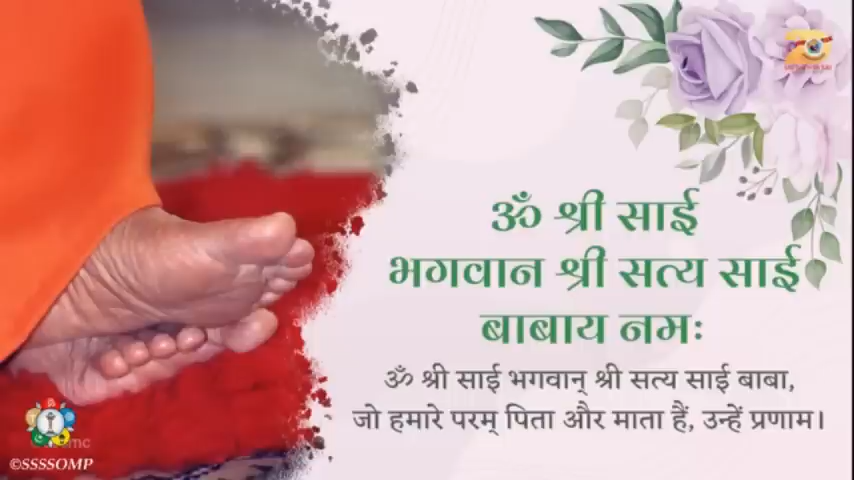 ॐ श्री साई
भगवान श्री सत्य साई
बाबाय नमः
ॐ श्री साई भगवान् श्री सत्य साई बाबा,
जो हमारे परम् पिता और माता हैं, उन्हें प्रणाम।
©SSSSOMP